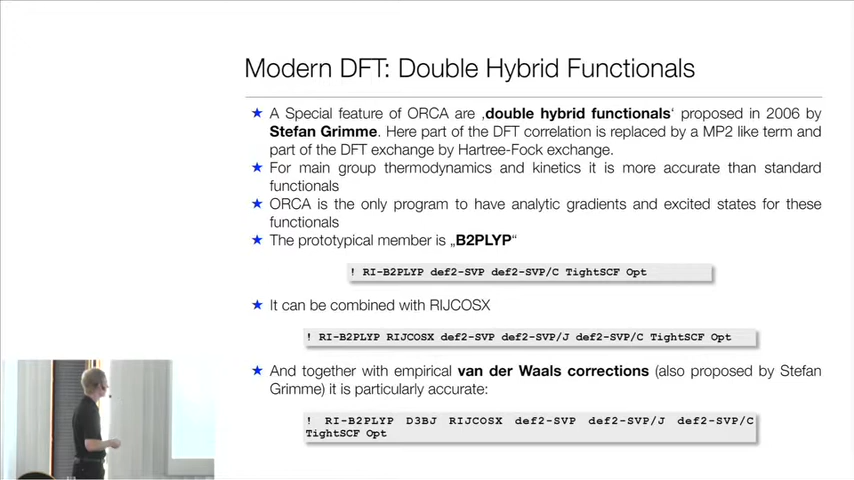 Modern DFT: Double Hybrid Functionals
★ A Special feature of ORCA are ‚double hybrid functionals‘ proposed in 2006 by
Stefan Grimme. Here part of the DFT correlation is replaced by a MP2 like term and
part of the DFT exchange by Hartree-Fock exchange.
★ For main group thermodynamics and kinetics it is more accurate than standard
functionals
★ ORCA is the only program to have analytic gradients and excited states for these
functionals
★ The prototypical member is „B2PLYP“
! RI-B2PLYP def2-SVP def2-SVP/C TightSCF Opt
★ It can be combined with RIJCOSX
! RI-B2PLYP RIJCOSX def2-SVP def2-SVP/J def2-SVP/C TightSCF Opt
★ And together with empirical van der Waals corrections (also proposed by Stefan
Grimme) it is particularly accurate:
! RI-B2PLYP D3BJ RIJCOSX def2-SVP def2-SVP/J def2-SVP/C
TightSCF Opt